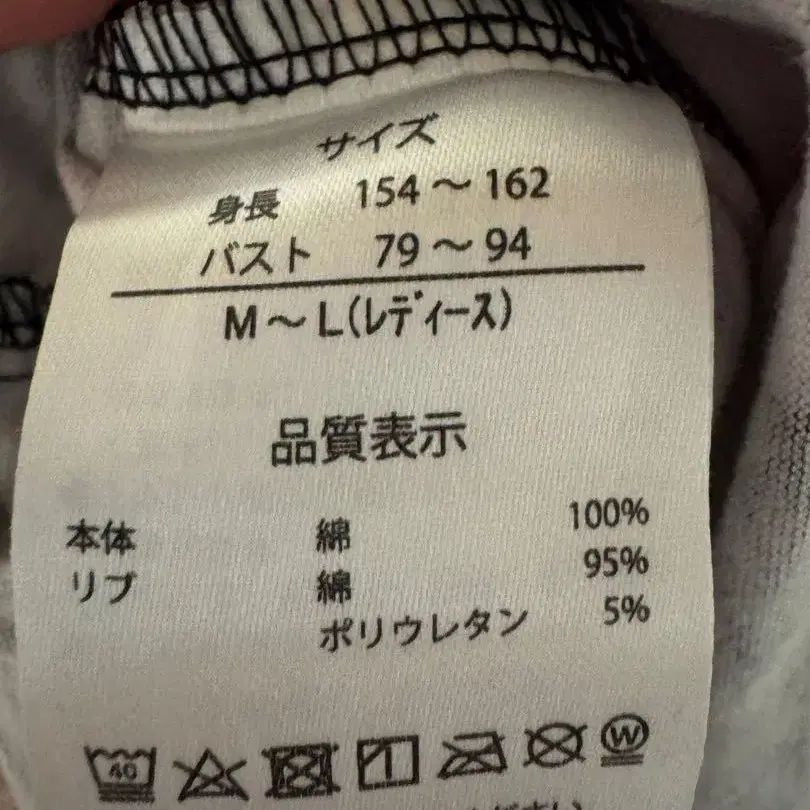 サイズ
身長 154～162
バスト 79～94
M～L(レディース)
品質表示
本体 綿 100%
リブ 綿 95%
ポリウレタン 5%
40 W